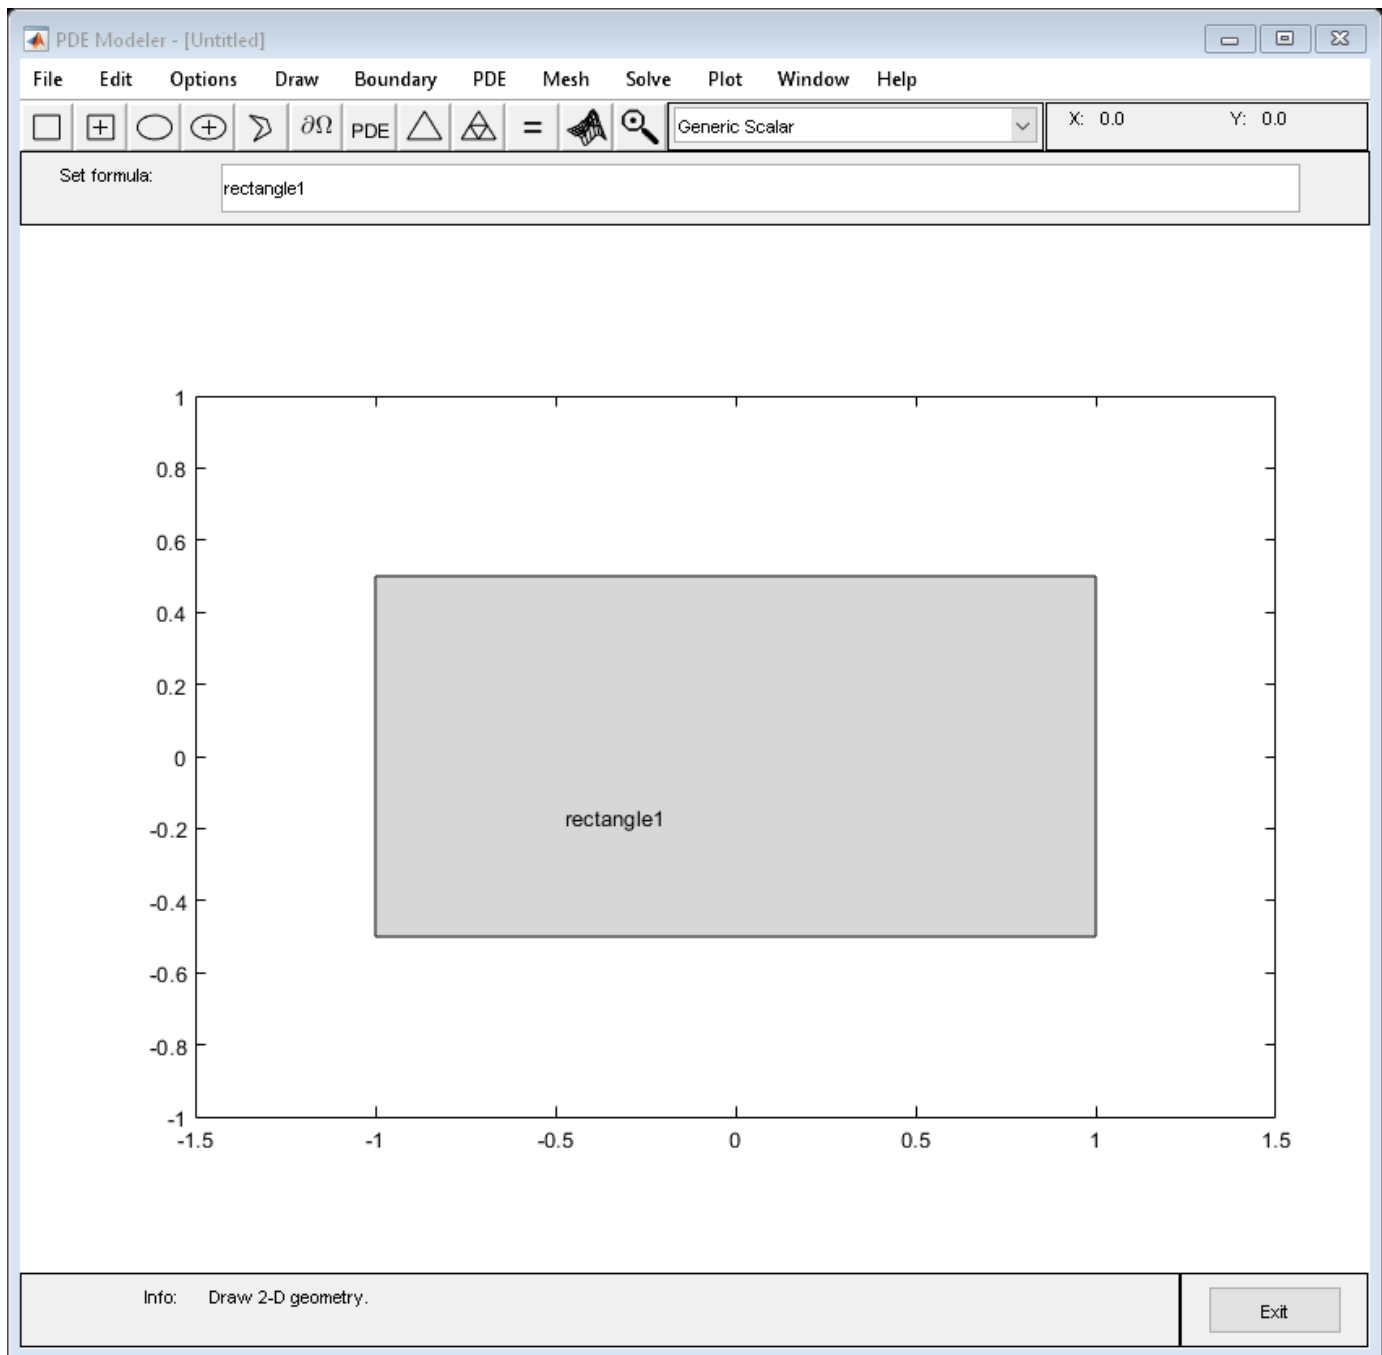 PDE Modeler - [Untitled]
File Edit Options Draw Boundary PDE Mesh Solve Plot Window Help
∂Ω PDE = Generic Scalar X: 0.0 Y: 0.0
Set formula: rectangle1
1
0.8
0.6
0.4
0.2
0
-0.2
rectangle1
-0.4
-0.6
-0.8
-1
-1.5 -1 -0.5 0 0.5 1 1.5
Info: Draw 2-D geometry.
Exit